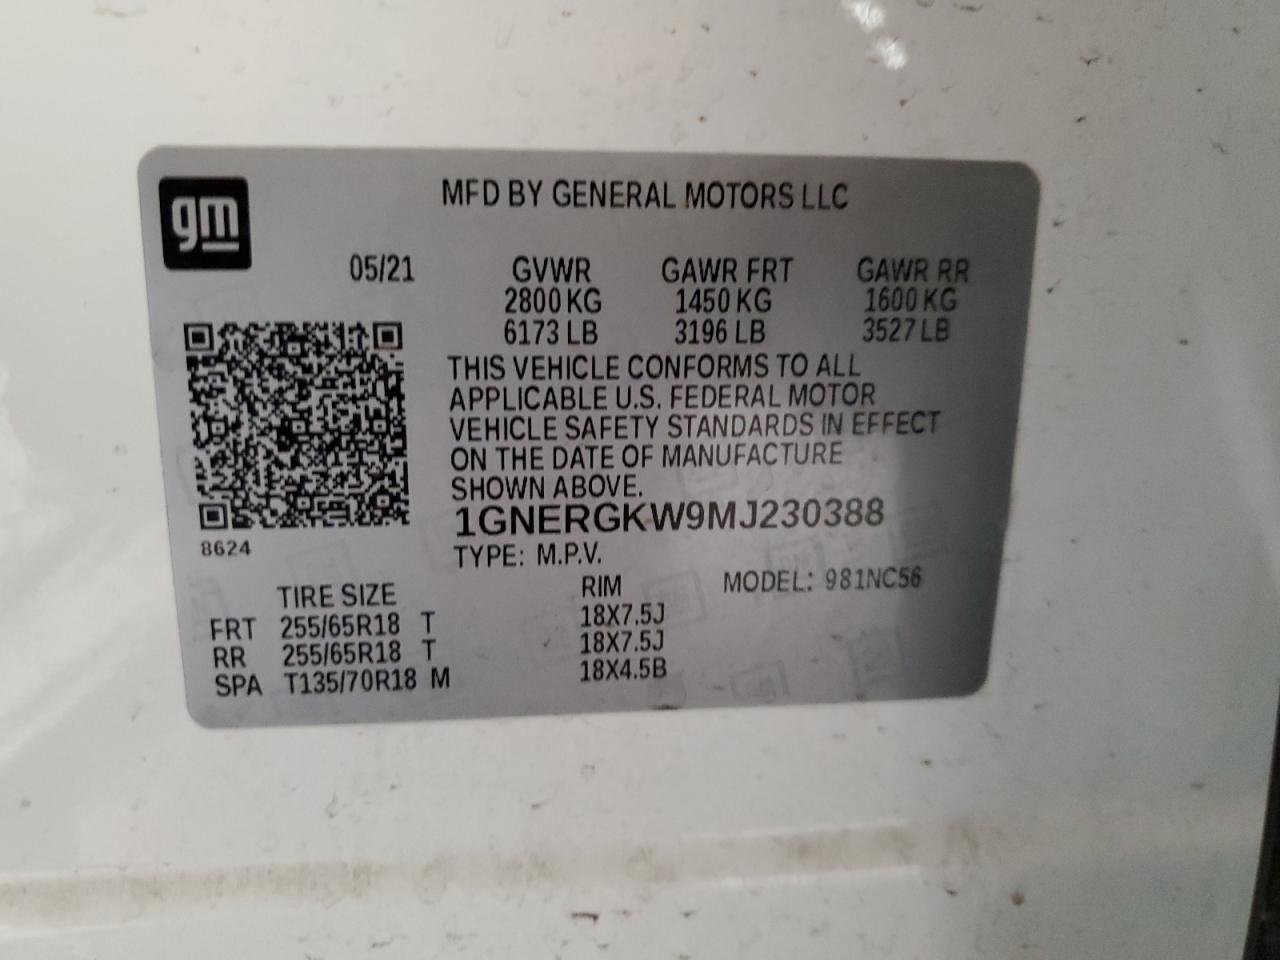 gm
MFD BY GENERAL MOTORS LLC
05/21 GVWR GAWR FRT GAWR RR
2800 KG 1450 KG 1600 KG
6173 LB 3196 LB 3527 LB
THIS VEHICLE CONFORMS TO ALL
APPLICABLE U.S. FEDERAL MOTOR
VEHICLE SAFETY STANDARDS IN EFFECT
ON THE DATE OF MANUFACTURE
SHOWN ABOVE.
1GNERGKW9MJ230388
8624
TYPE: M.P.V.
TIRE SIZE RIM MODEL: 981NC56
FRT 255/65R18 T 18X7.5J
RR 255/65R18 T 18X7.5J
SPA T135/70R18 M 18X4.5B